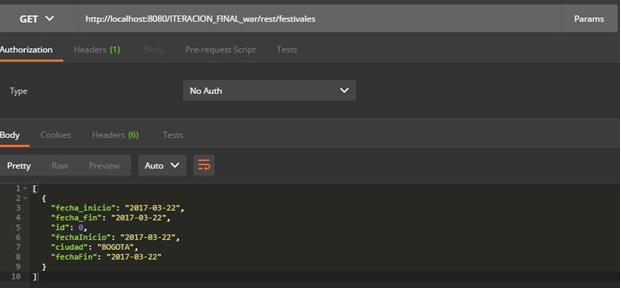 GET http://localhost:8080/ITERACION_FINAL_war/rest/festivales Params
Authorization Headers (1) Body Pre-request Script Tests
Type No Auth
Body Cookies Headers (6) Tests
Pretty Raw Preview Auto
1 [
2 {
3 "fecha_inicio": "2017-03-22",
4 "fecha_fin": "2017-03-22",
5 "id": 0,
6 "fechaInicio": "2017-03-22",
7 "ciudad": "BOGOTA",
8 "fechaFin": "2017-03-22"
9 }
10 ]